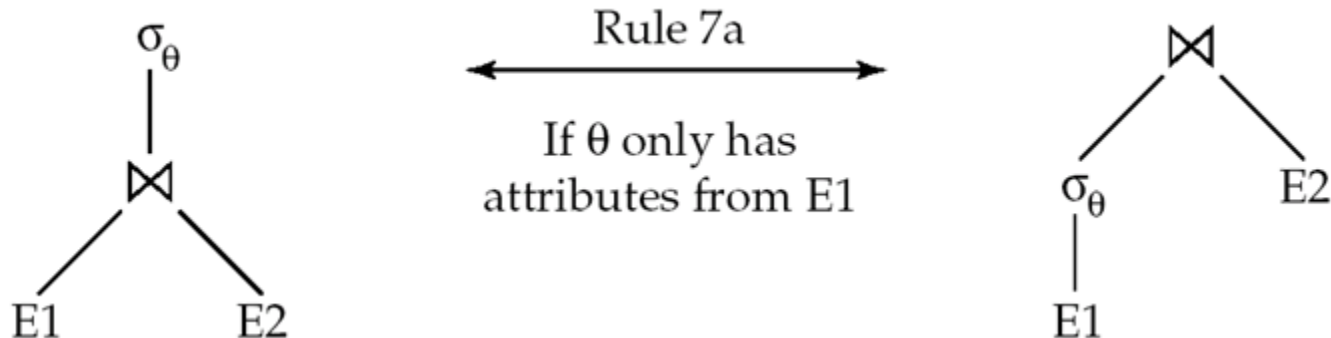 σθ
⋈
E1 E2
Rule 7a
If θ only has
attributes from E1
⋈
σθ E2
E1